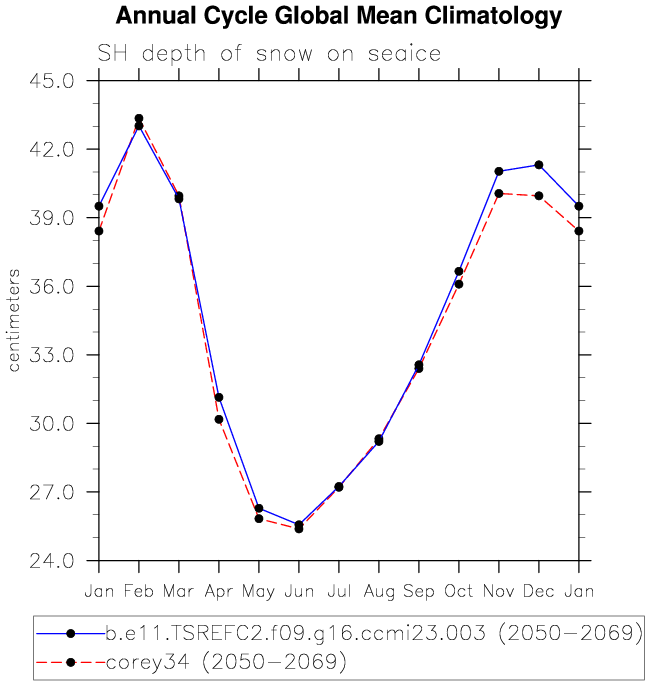 Annual Cycle Global Mean Climatology
SH depth of snow on seaice
45.0
42.0
39.0
36.0
33.0
30.0
27.0
24.0
centimeters
Jan Feb Mar Apr May Jun Jul Aug Sep Oct Nov Dec Jan
b.e11.TSREFC2.f09.g16.ccmi23.003 (2050-2069)
corey34 (2050-2069)